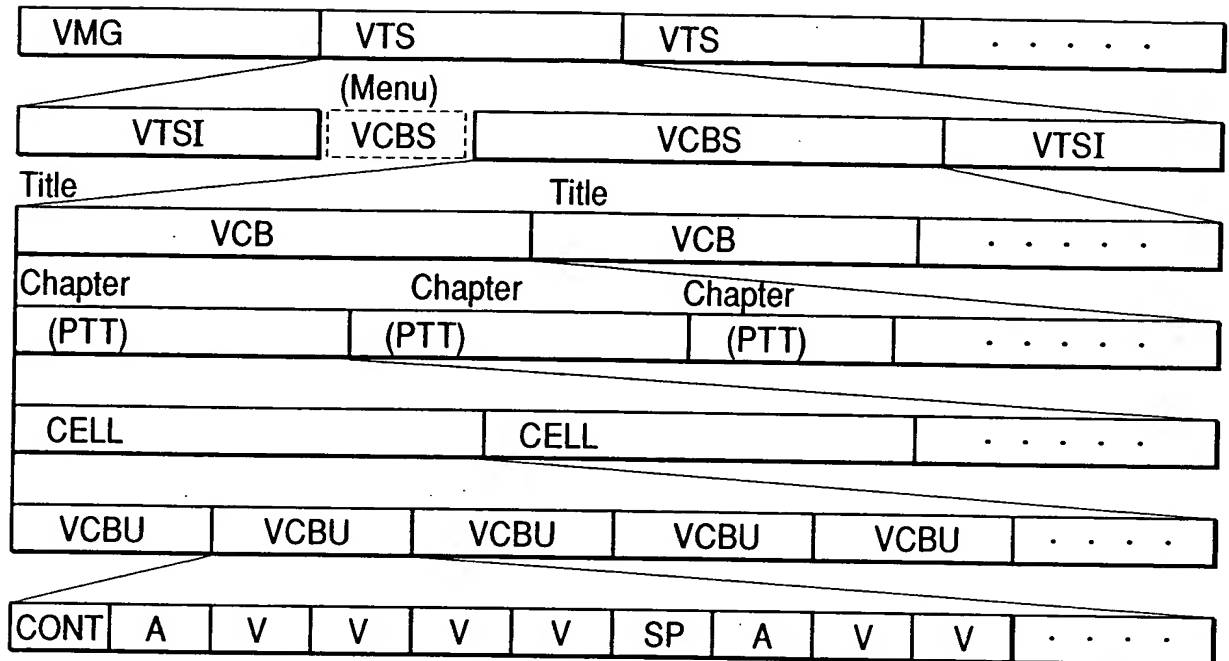 VMG VTS VTS . . . . .
(Menu)
VTSI VCBS VCBS VTSI
Title Title
VCB VCB . . . . .
Chapter Chapter Chapter
(PTT) (PTT) (PTT) . . . . .
CELL CELL . . . . .
VCBU VCBU VCBU VCBU VCBU . . . .
CONT A V V V V SP A V V . . . .